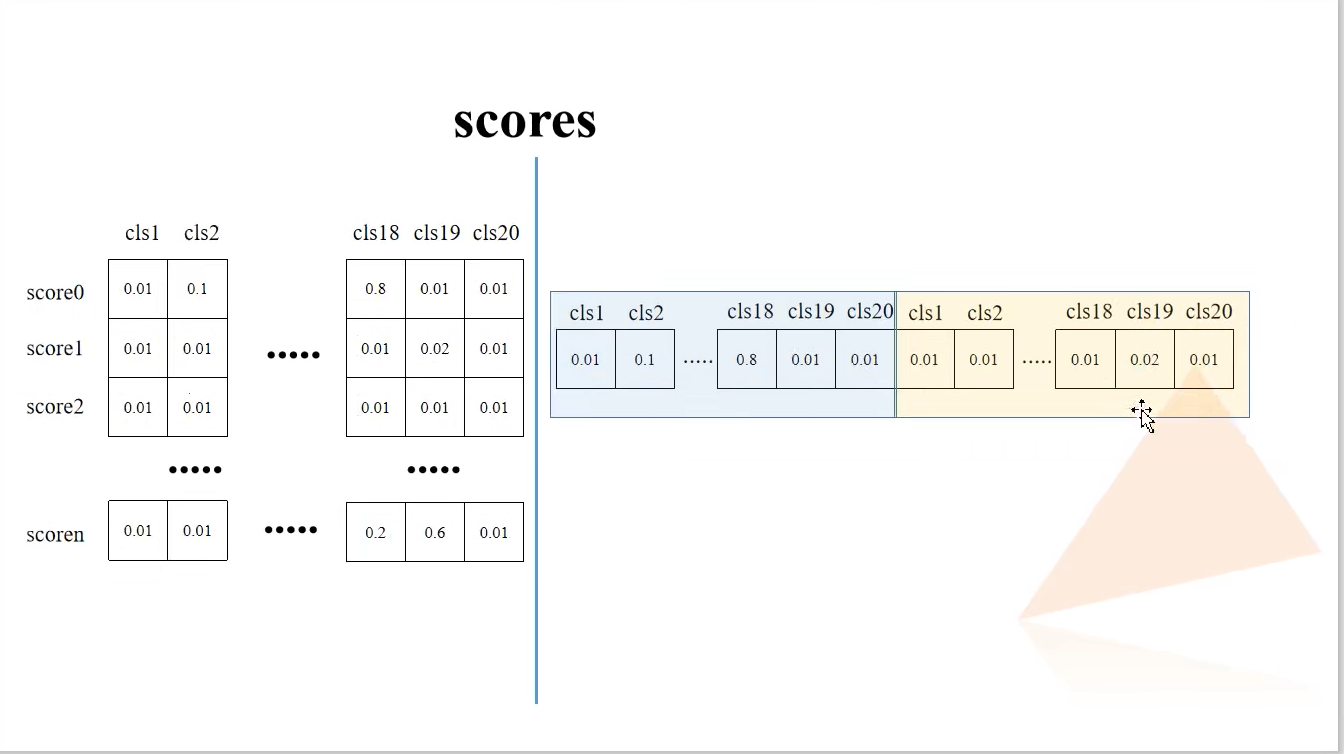 scores
cls1 cls2 cls18 cls19 cls20
score0 0.01 0.1 0.8 0.01 0.01
score1 0.01 0.01 ••••• 0.01 0.02 0.01
score2 0.01 0.01 0.01 0.01 0.01
••••• •••••
scoren 0.01 0.01 ••••• 0.2 0.6 0.01
cls1 cls2 cls18 cls19 cls20 cls1 cls2 cls18 cls19 cls20
0.01 0.1 ..... 0.8 0.01 0.01 0.01 0.01 ..... 0.01 0.02 0.01